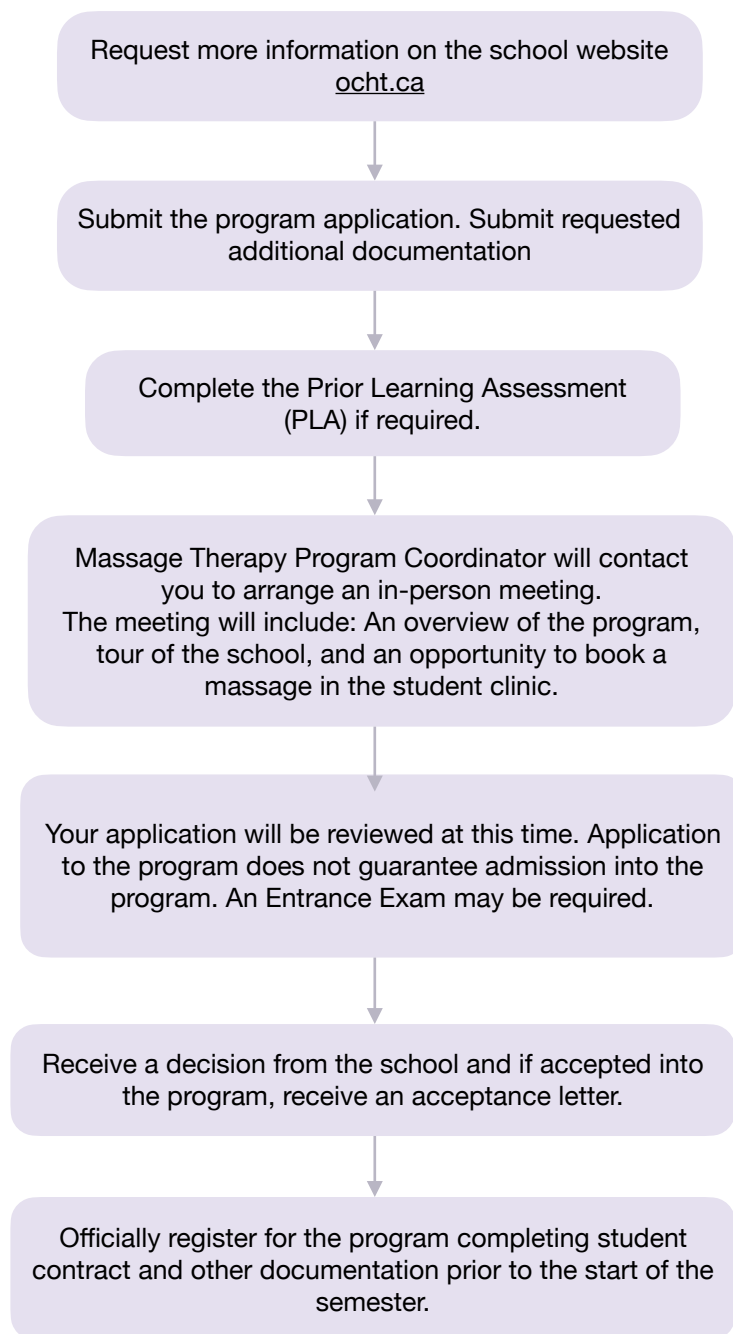 Request more information on the school website
ocht.ca
Submit the program application. Submit requested
additional documentation
Complete the Prior Learning Assessment
(PLA) if required.
Massage Therapy Program Coordinator will contact
you to arrange an in-person meeting.
The meeting will include: An overview of the program,
tour of the school, and an opportunity to book a
massage in the student clinic.
Your application will be reviewed at this time. Application
to the program does not guarantee admission into the
program. An Entrance Exam may be required.
Receive a decision from the school and if accepted into
the program, receive an acceptance letter.
Officially register for the program completing student
contract and other documentation prior to the start of the
semester.